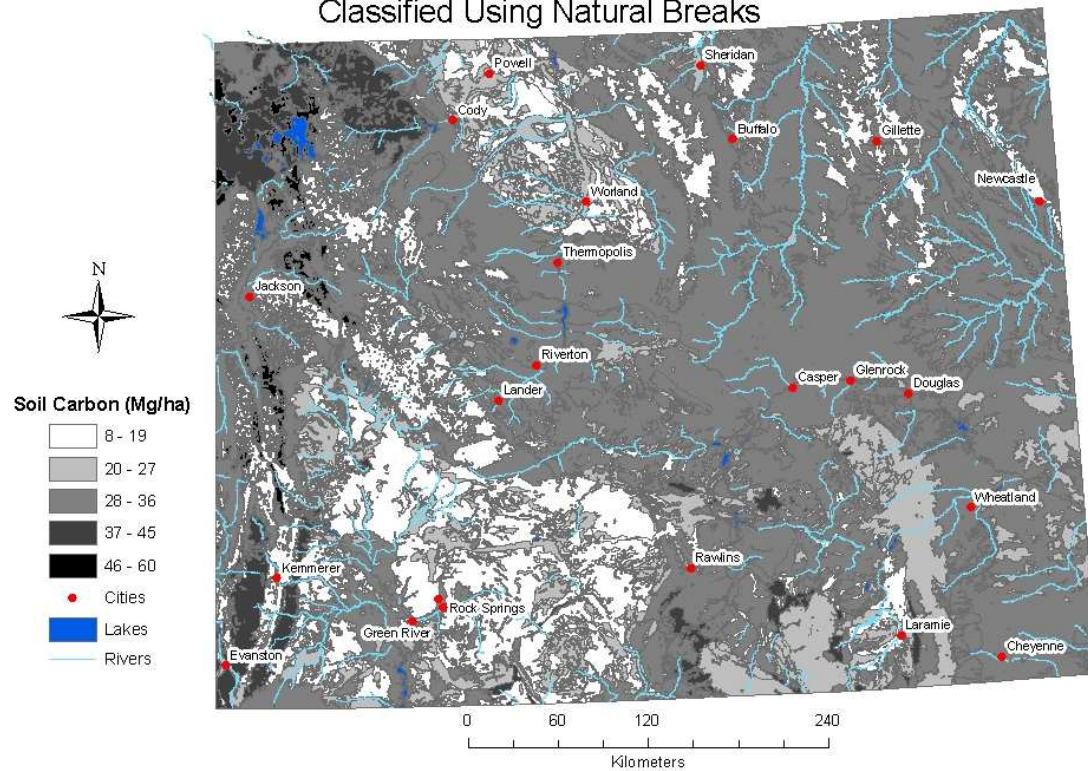 Classified Using Natural Breaks
Powell
Sheridan
Cody
Buffalo
Gillette
Newcastle
Worland
Thermopolis
N
Jackson
Riverton
Casper
Glenrock
Douglas
Lander
Soil Carbon (Mg/ha)
8 - 19
20 - 27
28 - 36
37 - 45
46 - 60
Cities
Lakes
Rivers
Wheatland
Rawlins
Kemmerer
Rock Springs
Green River
Laramie
Evanston
Cheyenne
0 60 120 240
Kilometers